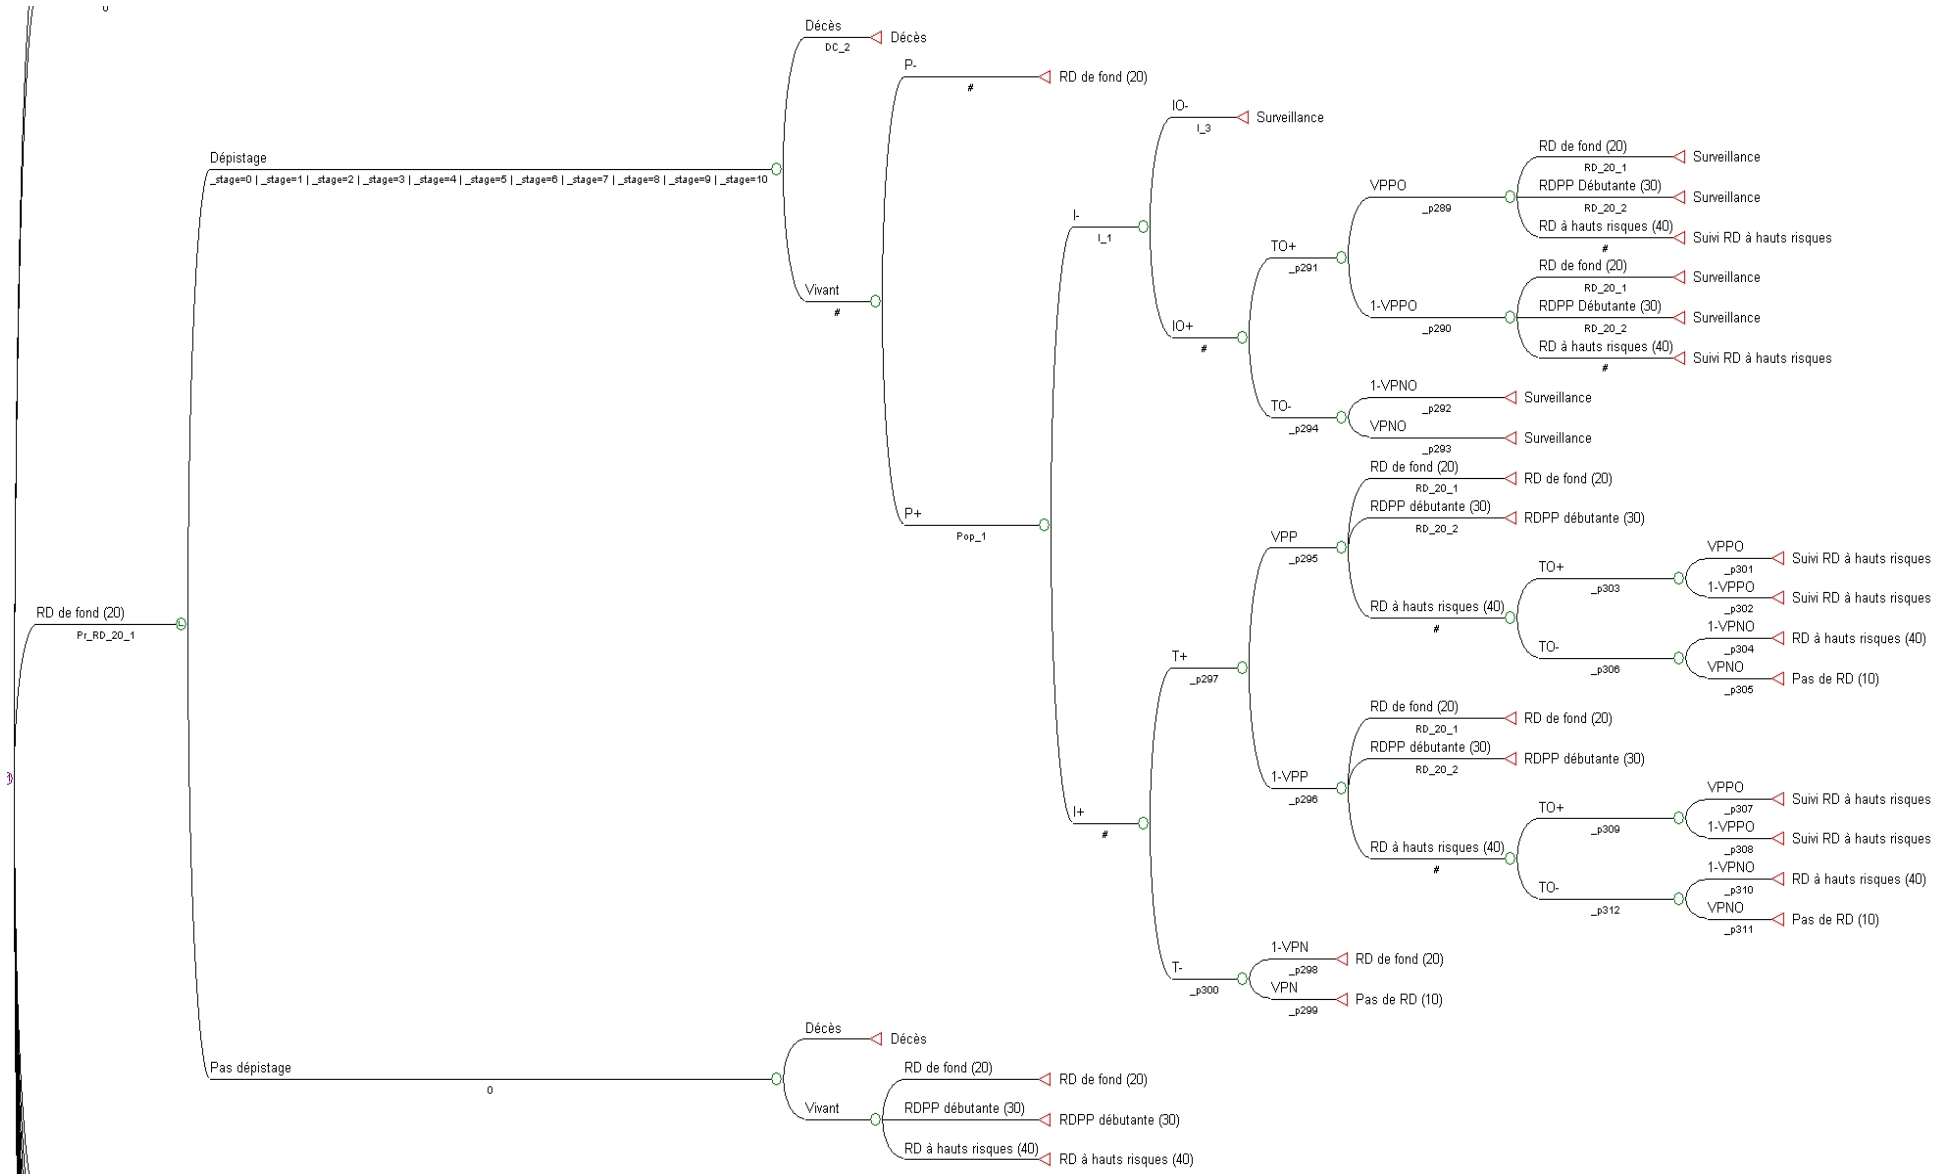 Décès
DC_2
Décès
P-
#
RD de fond (20)
IO-
I_3
Surveillance
Dépistage
_stage=0 | _stage=1 | _stage=2 | _stage=3 | _stage=4 | _stage=5 | _stage=6 | _stage=7 | _stage=8 | _stage=9 | _stage=10
RD de fond (20)
RD_20_1
Surveillance
VPPO
_p289
RDPP Débutante (30)
RD_20_2
Surveillance
I-
I_1
RD à hauts risques (40)
#
Suivi RD à hauts risques
TO+
_p291
RD de fond (20)
RD_20_1
Surveillance
Vivant
#
1-VPPO
_p290
RDPP Débutante (30)
RD_20_2
Surveillance
IO+
#
RD à hauts risques (40)
#
Suivi RD à hauts risques
1-VPNO
_p292
Surveillance
TO-
_p294
VPNO
_p293
Surveillance
RD de fond (20)
RD_20_1
RD de fond (20)
P+
Pop_1
RDPP débutante (30)
RD_20_2
RDPP débutante (30)
VPP
_p295
VPPO
_p301
Suivi RD à hauts risques
TO+
_p303
1-VPPO
_p302
Suivi RD à hauts risques
RD de fond (20)
Pr_RD_20_1
RD à hauts risques (40)
#
1-VPNO
_p304
RD à hauts risques (40)
TO-
_p306
T+
_p297
VPNO
_p305
Pas de RD (10)
RD de fond (20)
RD_20_1
RD de fond (20)
RDPP débutante (30)
RD_20_2
RDPP débutante (30)
1-VPP
_p296
VPPO
_p307
Suivi RD à hauts risques
I+
#
TO+
_p309
1-VPPO
_p308
Suivi RD à hauts risques
RD à hauts risques (40)
#
1-VPNO
_p310
RD à hauts risques (40)
TO-
_p312
VPNO
_p311
Pas de RD (10)
1-VPN
_p298
RD de fond (20)
T-
_p300
VPN
_p299
Pas de RD (10)
Décès
Décès
Pas dépistage
0
RD de fond (20)
RD de fond (20)
Vivant
RDPP débutante (30)
RDPP débutante (30)
RD à hauts risques (40)
RD à hauts risques (40)